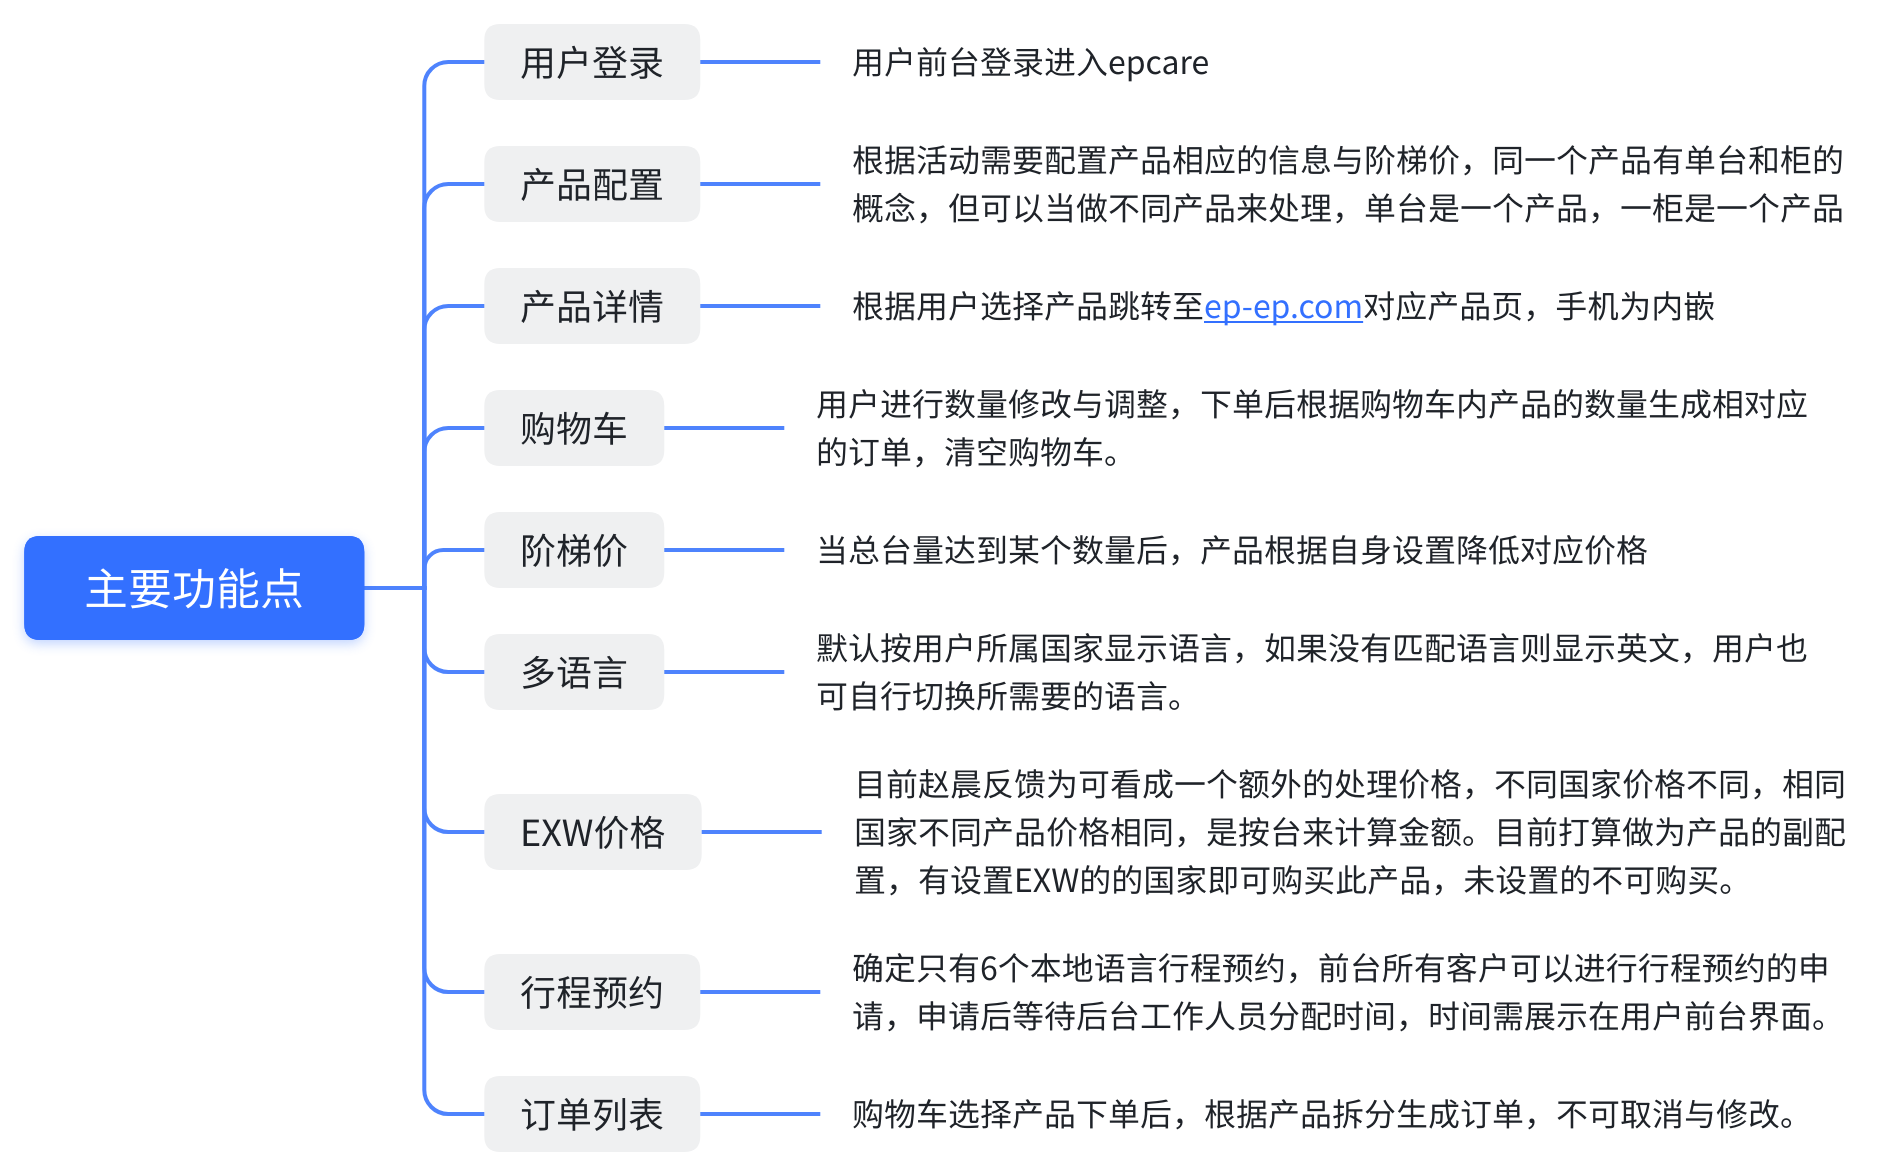 用户登录
用户前台登录进入epcare
产品配置
根据活动需要配置产品相应的信息与阶梯价，同一个产品有单台和柜的
概念，但可以当做不同产品来处理，单台是一个产品，一柜是一个产品
产品详情
根据用户选择产品跳转至ep-ep.com对应产品页，手机为内嵌
购物车
用户进行数量修改与调整，下单后根据购物车内产品的数量生成相对应
的订单，清空购物车。
阶梯价
当总台量达到某个数量后，产品根据自身设置降低对应价格
主要功能点
多语言
默认按用户所属国家显示语言，如果没有匹配语言则显示英文，用户也
可自行切换所需要的语言。
EXW价格
目前赵晨反馈为可看成一个额外的处理价格，不同国家价格不同，相同
国家不同产品价格相同，是按台来计算金额。目前打算做为产品的副配
置，有设置EXW的的国家即可购买此产品，未设置的不可购买。
行程预约
确定只有6个本地语言行程预约，前台所有客户可以进行行程预约的申
请，申请后等待后台工作人员分配时间，时间需展示在用户前台界面。
订单列表
购物车选择产品下单后，根据产品拆分生成订单，不可取消与修改。